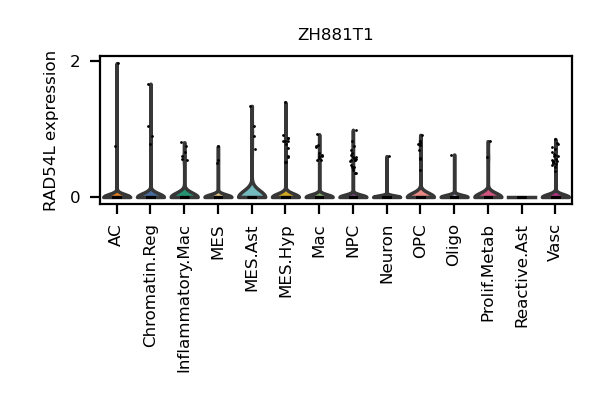 ZH881T1
RAD54L expression
2
0
AC
Chromatin.Reg
Inflammatory.Mac
MES
MES.Ast
MES.Hyp
Mac
NPC
Neuron
OPC
Oligo
Prolif.Metab
Reactive.Ast
Vasc